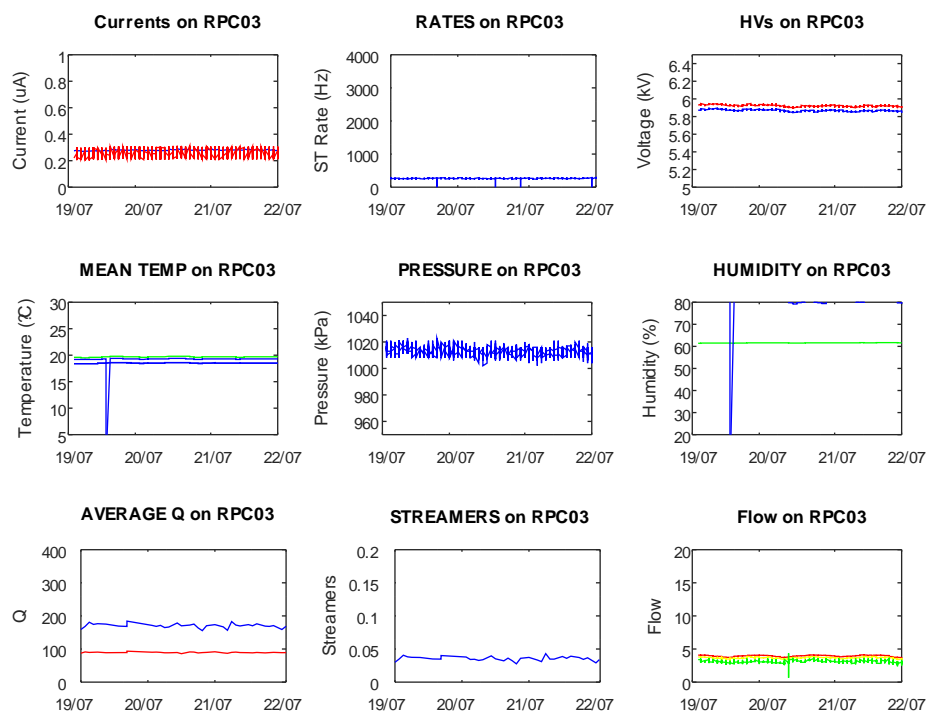 Currents on RPC03
RATES on RPC03
HVs on RPC03
Current (uA)
1
0.8
0.6
0.4
0.2
0
19/07 20/07 21/07 22/07
ST Rate (Hz)
4000
3000
2000
1000
0
19/07 20/07 21/07 22/07
Voltage (kV)
6.4
6.2
6
5.8
5.6
5.4
5.2
5
19/07 20/07 21/07 22/07
MEAN TEMP on RPC03
PRESSURE on RPC03
HUMIDITY on RPC03
Temperature (?C)
30
25
20
15
10
5
19/07 20/07 21/07 22/07
Pressure (kPa)
1040
1020
1000
980
960
19/07 20/07 21/07 22/07
Humidity (%)
80
70
60
50
40
30
20
19/07 20/07 21/07 22/07
AVERAGE Q on RPC03
STREAMERS on RPC03
Flow on RPC03
Q
400
300
200
100
0
19/07 20/07 21/07 22/07
Streamers
0.2
0.15
0.1
0.05
0
19/07 20/07 21/07 22/07
Flow
20
15
10
5
0
19/07 20/07 21/07 22/07